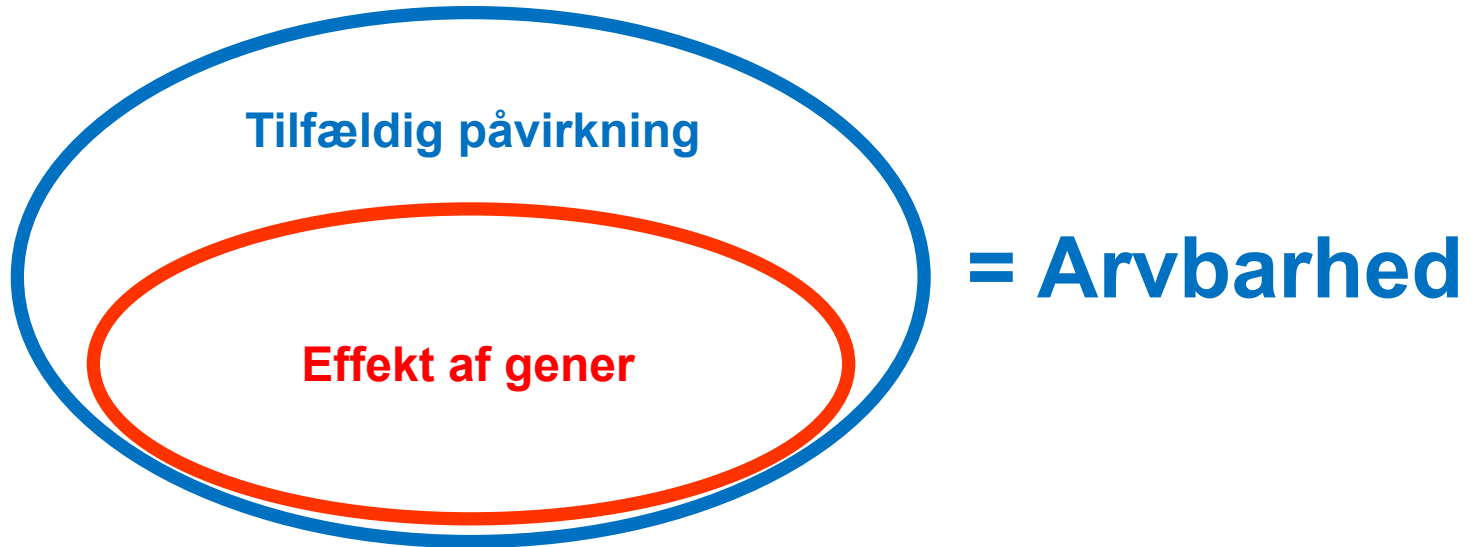 Tilfældig påvirkning
= Arvbarhed
Effekt af gener